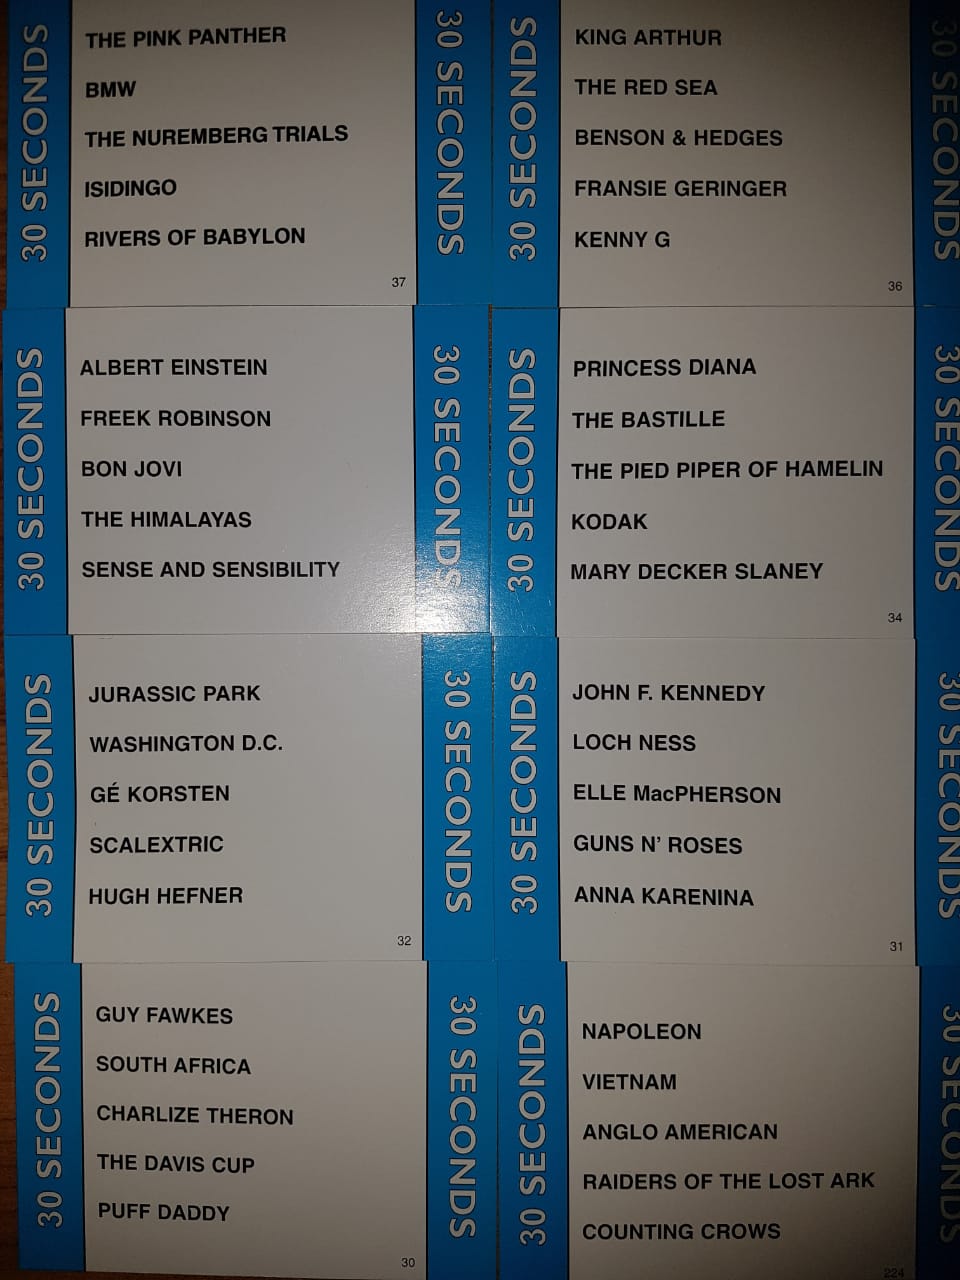 30 SECONDS
THE PINK PANTHER
BMW
THE NUREMBERG TRIALS
ISIDINGO
RIVERS OF BABYLON
37
30 SECONDS
30 SECONDS
KING ARTHUR
THE RED SEA
BENSON & HEDGES
FRANSIE GERINGER
KENNY G
36
30 SECONDS
30 SECONDS
ALBERT EINSTEIN
FREEK ROBINSON
BON JOVI
THE HIMALAYAS
SENSE AND SENSIBILITY
30 SECONDS
30 SECONDS
PRINCESS DIANA
THE BASTILLE
THE PIED PIPER OF HAMELIN
KODAK
MARY DECKER SLANEY
34
30 SECONDS
30 SECONDS
JURASSIC PARK
WASHINGTON D.C.
GÉ KORSTEN
SCALEXTRIC
HUGH HEFNER
32
30 SECONDS
30 SECONDS
JOHN F. KENNEDY
LOCH NESS
ELLE MacPHERSON
GUNS N' ROSES
ANNA KARENINA
31
30 SECONDS
30 SECONDS
GUY FAWKES
SOUTH AFRICA
CHARLIZE THERON
THE DAVIS CUP
PUFF DADDY
30
30 SECONDS
30 SECONDS
NAPOLEON
VIETNAM
ANGLO AMERICAN
RAIDERS OF THE LOST ARK
COUNTING CROWS
224
30 SECONDS